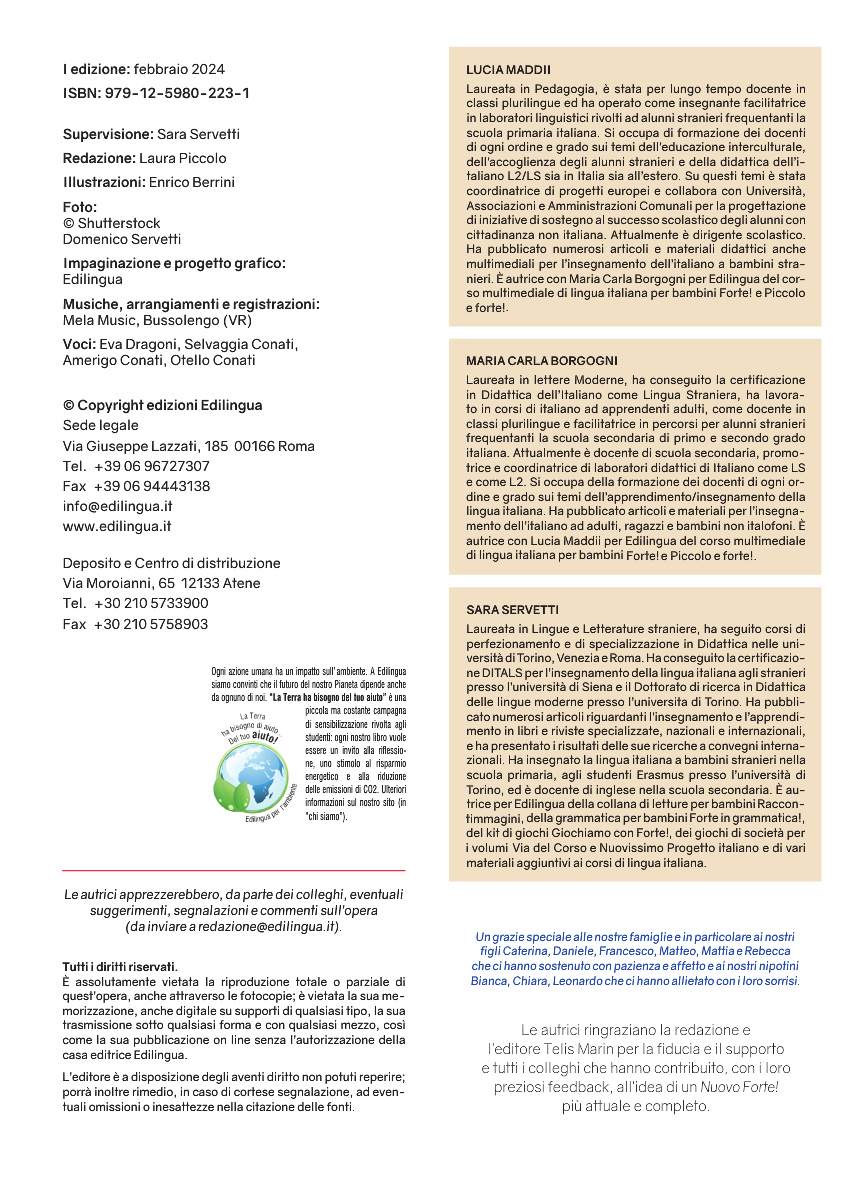 I edizione: febbraio 2024
ISBN: 979-12-5980-223-1
Supervisione: Sara Servetti
Redazione: Laura Piccolo
Illustrazioni: Enrico Berrini
Foto:
© Shutterstock
Domenico Servetti
Impaginazione e progetto grafico:
Edilingua
Musiche, arrangiamenti e registrazioni:
Mela Music, Bussolengo (VR)
Voci: Eva Dragoni, Selvaggia Conati,
Amerigo Conati, Otello Conati
© Copyright edizioni Edilingua
Sede legale
Via Giuseppe Lazzati, 185 00166 Roma
Tel. +39 06 96727307
Fax +39 06 94443138
info@edilingua.it
www.edilingua.it
Deposito e Centro di distribuzione
Via Moroianni, 65 12133 Atene
Tel. +30 210 5733900
Fax +30 210 5758903
Ogni azione umana ha un impatto sull'ambiente. A Edilingua
siamo convinti che il futuro del nostro Pianeta dipende anche
da ognuno di noi. "La Terra ha bisogno del tuo aiuto" è una
piccola ma costante campagna
di sensibilizzazione rivolta agli
studenti: ogni nostro libro vuole
essere un invito alla riflessio-
ne, uno stimolo al risparmio
energetico e alla riduzione
delle emissioni di CO2. Ulteriori
informazioni sul nostro sito (in
"chi siamo").
La Terra
ha bisogno di aiuto
Del tuo aiuto!
Edilingua per l'ambiente
Le autrici apprezzerebbero, da parte dei colleghi, eventuali
suggerimenti, segnalazioni e commenti sull'opera
(da inviare a redazione@edilingua.it).
Tutti i diritti riservati.
È assolutamente vietata la riproduzione totale o parziale di
quest'opera, anche attraverso le fotocopie; è vietata la sua me-
morizzazione, anche digitale su supporti di qualsiasi tipo, la sua
trasmissione sotto qualsiasi forma e con qualsiasi mezzo, così
come la sua pubblicazione on line senza l'autorizzazione della
casa editrice Edilingua.
L'editore è a disposizione degli aventi diritto non potuti reperire;
porrà inoltre rimedio, in caso di cortese segnalazione, ad even-
tuali omissioni o inesattezze nella citazione delle fonti.
LUCIA MADDII
Laureata in Pedagogia, è stata per lungo tempo docente in
classi plurilingue ed ha operato come insegnante facilitatrice
in laboratori linguistici rivolti ad alunni stranieri frequentanti la
scuola primaria italiana. Si occupa di formazione dei docenti
di ogni ordine e grado sui temi dell'educazione interculturale,
dell'accoglienza degli alunni stranieri e della didattica dell'i-
taliano L2/LS sia in Italia sia all'estero. Su questi temi è stata
coordinatrice di progetti europei e collabora con Università,
Associazioni e Amministrazioni Comunali per la progettazione
di iniziative di sostegno al successo scolastico degli alunni con
cittadinanza non italiana. Attualmente è dirigente scolastico.
Ha pubblicato numerosi articoli e materiali didattici anche
multimediali per l'insegnamento dell'italiano a bambini stra-
nieri. È autrice con Maria Carla Borgogni per Edilingua del cor-
so multimediale di lingua italiana per bambini Forte! e Piccolo
e forte!.
MARIA CARLA BORGOGNI
Laureata in lettere Moderne, ha conseguito la certificazione
in Didattica dell'Italiano come Lingua Straniera, ha lavora-
to in corsi di italiano ad apprendenti adulti, come docente in
classi plurilingue e facilitatrice in percorsi per alunni stranieri
frequentanti la scuola secondaria di primo e secondo grado
italiana. Attualmente è docente di scuola secondaria, promo-
trice e coordinatrice di laboratori didattici di Italiano come LS
e come L2. Si occupa della formazione dei docenti di ogni or-
dine e grado sui temi dell'apprendimento/insegnamento della
lingua italiana. Ha pubblicato articoli e materiali per l'insegna-
mento dell'italiano ad adulti, ragazzi e bambini non italofoni. È
autrice con Lucia Maddii per Edilingua del corso multimediale
di lingua italiana per bambini Forte! e Piccolo e forte!.
SARA SERVETTI
Laureata in Lingue e Letterature straniere, ha seguito corsi di
perfezionamento e di specializzazione in Didattica nelle uni-
versità di Torino, Venezia e Roma. Ha conseguito la certificazio-
ne DITALS per l'insegnamento della lingua italiana agli stranieri
presso l'università di Siena e il Dottorato di ricerca in Didattica
delle lingue moderne presso l'universita di Torino. Ha pubbli-
cato numerosi articoli riguardanti l'insegnamento e l'apprendi-
mento in libri e riviste specializzate, nazionali e internazionali,
e ha presentato i risultati delle sue ricerche a convegni interna-
zionali. Ha insegnato la lingua italiana a bambini stranieri nella
scuola primaria, agli studenti Erasmus presso l'università di
Torino, ed è docente di inglese nella scuola secondaria. È au-
trice per Edilingua della collana di letture per bambini Raccon-
timmagini, della grammatica per bambini Forte in grammatica!,
del kit di giochi Giochiamo con Forte!, dei giochi di società per
i volumi Via del Corso e Nuovissimo Progetto italiano e di vari
materiali aggiuntivi ai corsi di lingua italiana.
Un grazie speciale alle nostre famiglie e in particolare ai nostri
figli Caterina, Daniele, Francesco, Matteo, Mattia e Rebecca
che ci hanno sostenuto con pazienza e affetto e ai nostri nipotini
Bianca, Chiara, Leonardo che ci hanno allietato con i loro sorrisi.
Le autrici ringraziano la redazione e
l'editore Telis Marin per la fiducia e il supporto
e tutti i colleghi che hanno contribuito, con i loro
preziosi feedback, all'idea di un Nuovo Forte!
più attuale e completo.